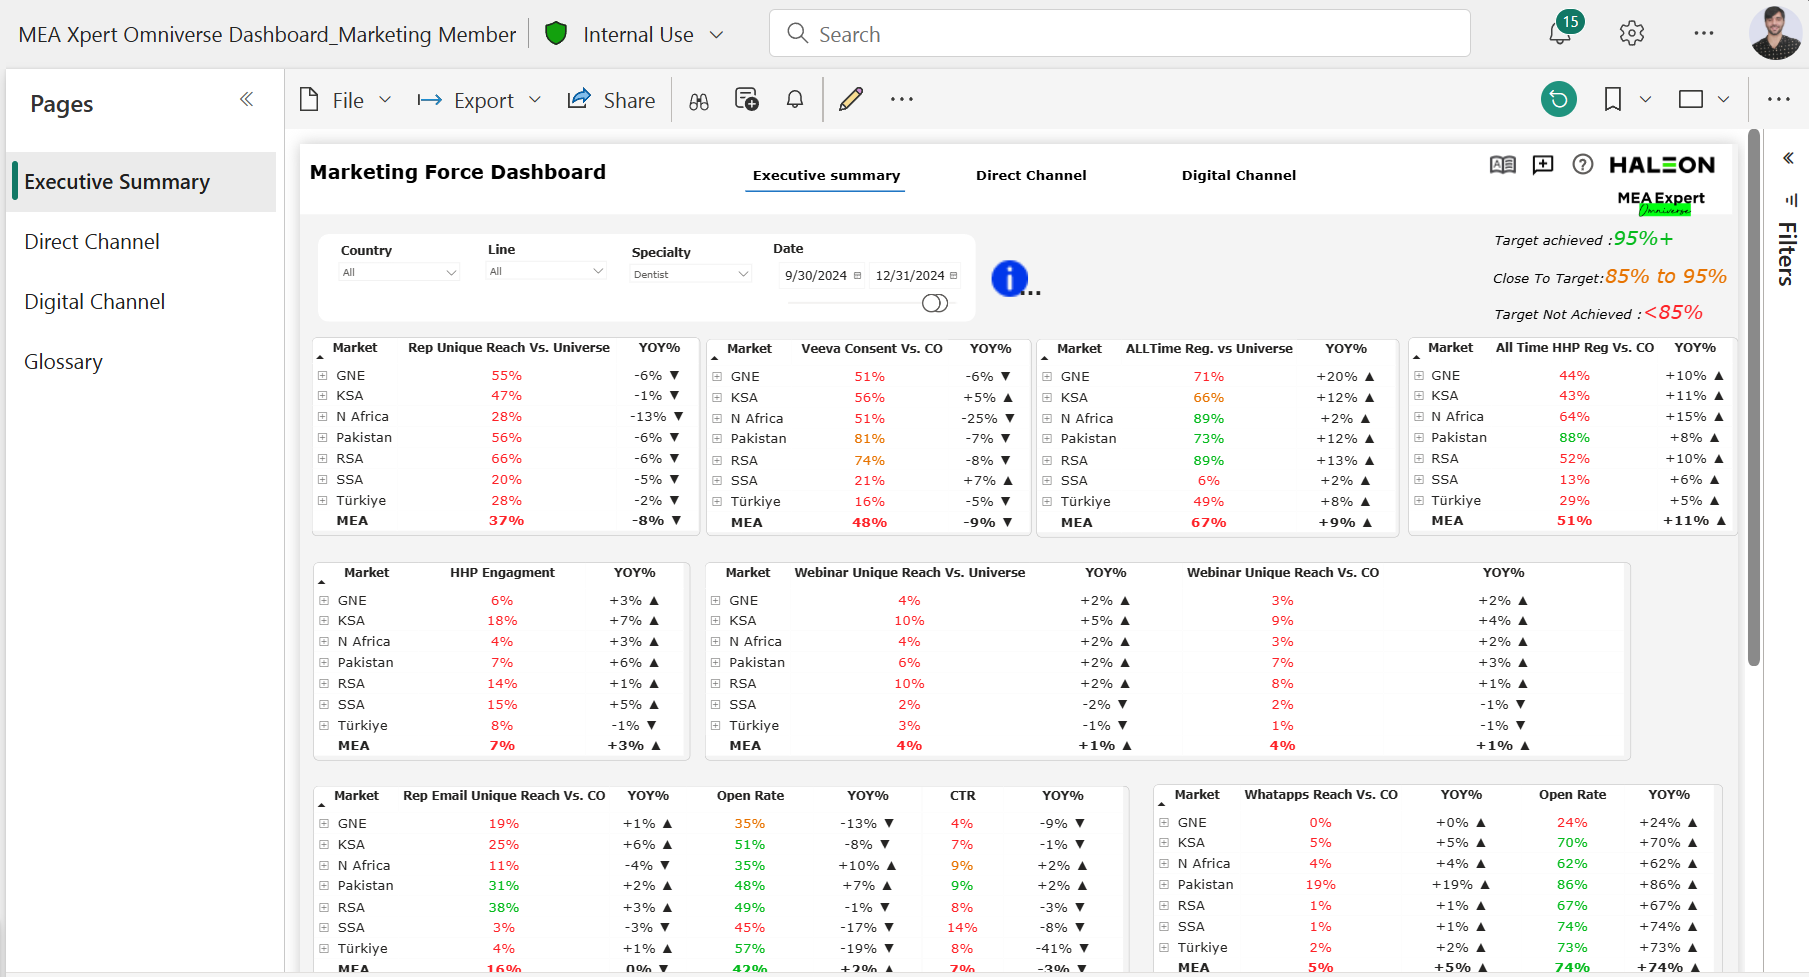 MEA Xpert Omniverse Dashboard_Marketing Member
Internal Use
Search
15
Pages
File
Export
Share
Executive Summary
Direct Channel
Digital Channel
Glossary
Filters
Marketing Force Dashboard
Executive summary
Direct Channel
Digital Channel
HALEON
MEA Expert
Omniverse
Country
Line
Specialty
Date
All
All
Dentist
9/30/2024
12/31/2024
...
Target achieved :95%+
Close To Target:85% to 95%
Target Not Achieved :<85%
Market Rep Unique Reach Vs. Universe YOY%
GNE 55% -6% ▼
KSA 47% -1% ▼
N Africa 28% -13% ▼
Pakistan 56% -6% ▼
RSA 66% -6% ▼
SSA 20% -5% ▼
Türkiye 28% -2% ▼
MEA 37% -8% ▼
Market Veeva Consent Vs. CO YOY%
GNE 51% -6% ▼
KSA 56% +5% ▲
N Africa 51% -25% ▼
Pakistan 81% -7% ▼
RSA 74% -8% ▼
SSA 21% +7% ▲
Türkiye 16% -5% ▼
MEA 48% -9% ▼
Market ALLTime Reg. vs Universe YOY%
GNE 71% +20% ▲
KSA 66% +12% ▲
N Africa 89% +2% ▲
Pakistan 73% +12% ▲
RSA 89% +13% ▲
SSA 6% +2% ▲
Türkiye 49% +8% ▲
MEA 67% +9% ▲
Market All Time HHP Reg Vs. CO YOY%
GNE 44% +10% ▲
KSA 43% +11% ▲
N Africa 64% +15% ▲
Pakistan 88% +8% ▲
RSA 52% +10% ▲
SSA 13% +6% ▲
Türkiye 29% +5% ▲
MEA 51% +11% ▲
Market HHP Engagment YOY%
GNE 6% +3% ▲
KSA 18% +7% ▲
N Africa 4% +3% ▲
Pakistan 7% +6% ▲
RSA 14% +1% ▲
SSA 15% +5% ▲
Türkiye 8% -1% ▼
MEA 7% +3% ▲
Market Webinar Unique Reach Vs. Universe YOY% Webinar Unique Reach Vs. CO YOY%
GNE 4% +2% ▲ 3% +2% ▲
KSA 10% +5% ▲ 9% +4% ▲
N Africa 4% +2% ▲ 3% +2% ▲
Pakistan 6% +2% ▲ 7% +3% ▲
RSA 10% +2% ▲ 8% +1% ▲
SSA 2% -2% ▼ 2% -1% ▼
Türkiye 3% -1% ▼ 1% -1% ▼
MEA 4% +1% ▲ 4% +1% ▲
Market Rep Email Unique Reach Vs. CO YOY% Open Rate YOY% CTR YOY%
GNE 19% +1% ▲ 35% -13% ▼ 4% -9% ▼
KSA 25% +6% ▲ 51% -8% ▼ 7% -1% ▼
N Africa 11% -4% ▼ 35% +10% ▲ 9% +2% ▲
Pakistan 31% +2% ▲ 48% +7% ▲ 9% +2% ▲
RSA 38% +3% ▲ 49% -1% ▼ 8% -3% ▼
SSA 3% -3% ▼ 45% -17% ▼ 14% -8% ▼
Türkiye 4% +1% ▲ 57% -19% ▼ 8% -41% ▼
MEA 16% 0% ▼ 42% +2% ▲ 7% -3% ▼
Market Whatapps Reach Vs. CO YOY% Open Rate YOY%
GNE 0% +0% ▲ 24% +24% ▲
KSA 5% +5% ▲ 70% +70% ▲
N Africa 4% +4% ▲ 62% +62% ▲
Pakistan 19% +19% ▲ 86% +86% ▲
RSA 1% +1% ▲ 67% +67% ▲
SSA 1% +1% ▲ 74% +74% ▲
Türkiye 2% +2% ▲ 73% +73% ▲
MEA 5% +5% ▲ 74% +74% ▲